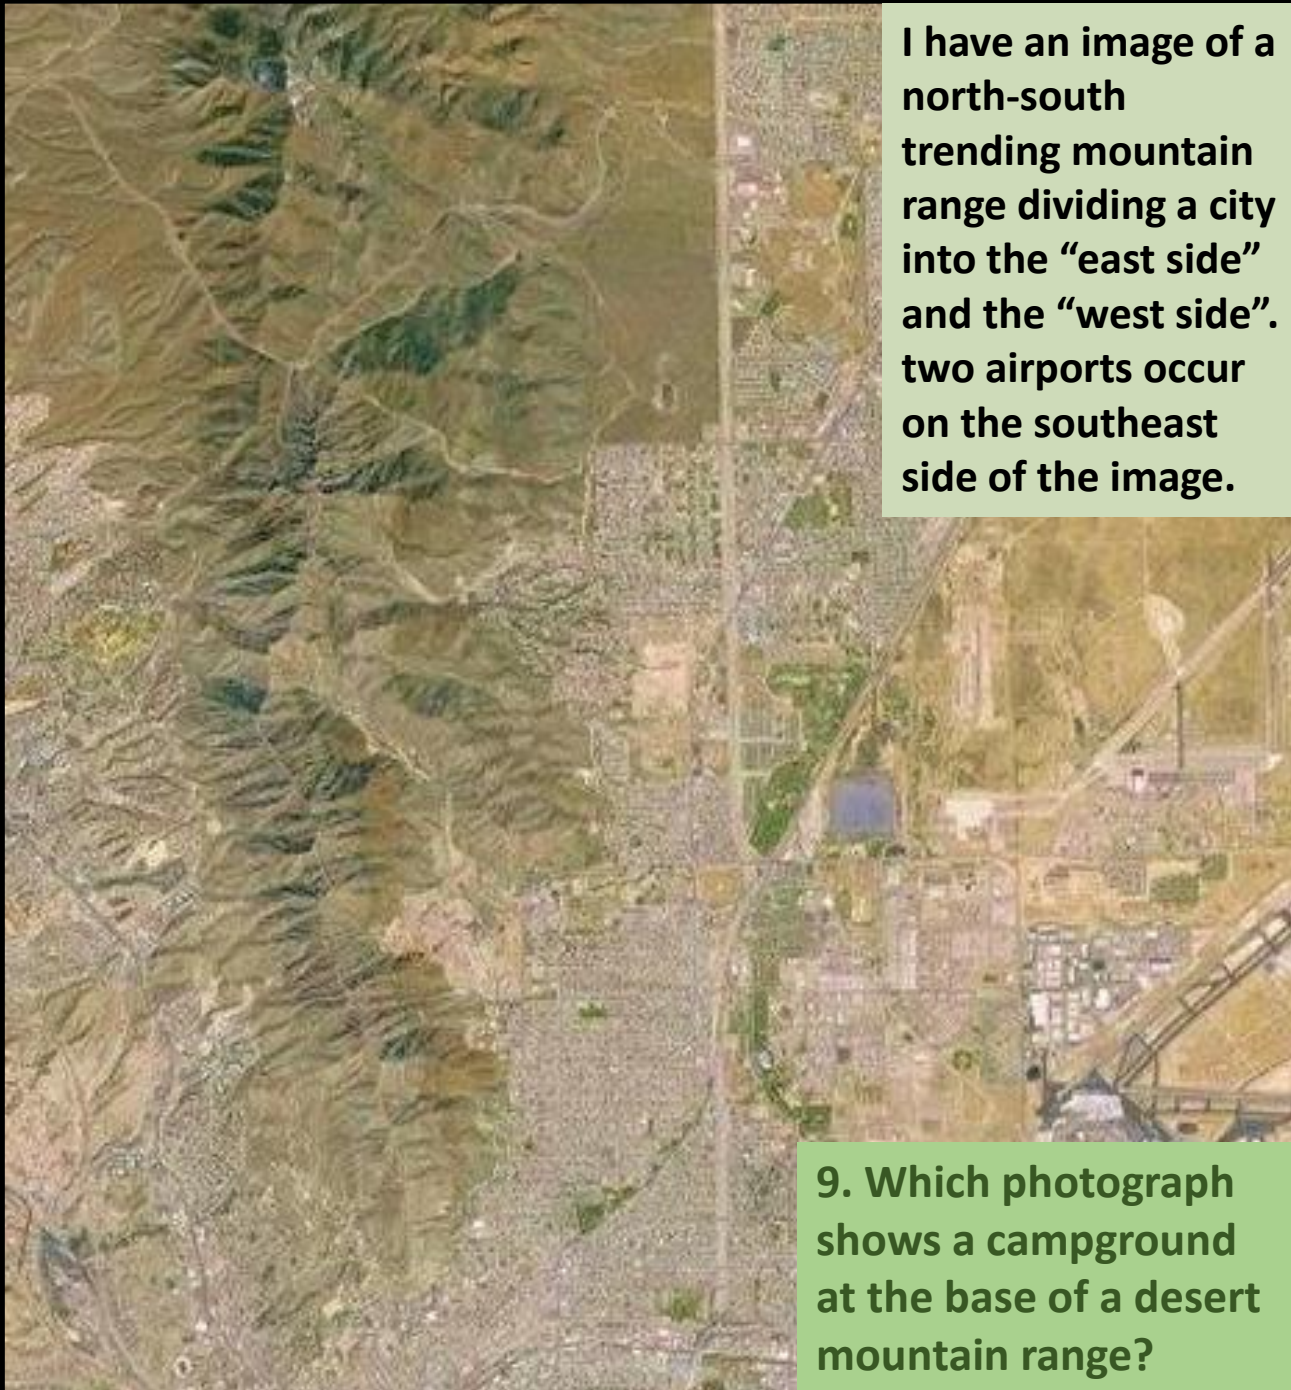 I have an image of a
north-south
trending mountain
range dividing a city
into the “east side”
and the “west side”.
two airports occur
on the southeast
side of the image.
9. Which photograph
shows a campground
at the base of a desert
mountain range?